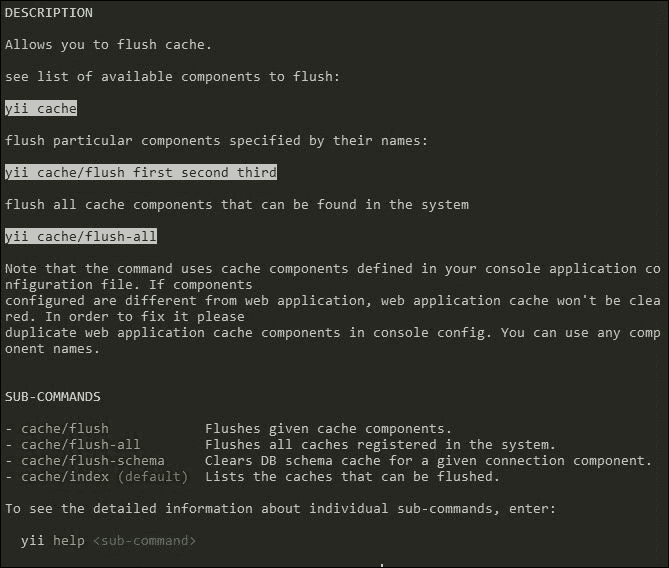 DESCRIPTION
Allows you to flush cache.
see list of available components to flush:
yii cache
flush particular components specified by their names:
yii cache/flush first second third
flush all cache components that can be found in the system
yii cache/flush-all
Note that the command uses cache components defined in your console application co
nfiguration file. If components
configured are different from web application, web application cache won't be clea
red. In order to fix it please
duplicate web application cache components in console config. You can use any comp
onent names.
SUB-COMMANDS
- cache/flush Flushes given cache components.
- cache/flush-all Flushes all caches registered in the system.
- cache/flush-schema Clears DB schema cache for a given connection component.
- cache/index (default) Lists the caches that can be flushed.
To see the detailed information about individual sub-commands, enter:
yii help <sub-command>